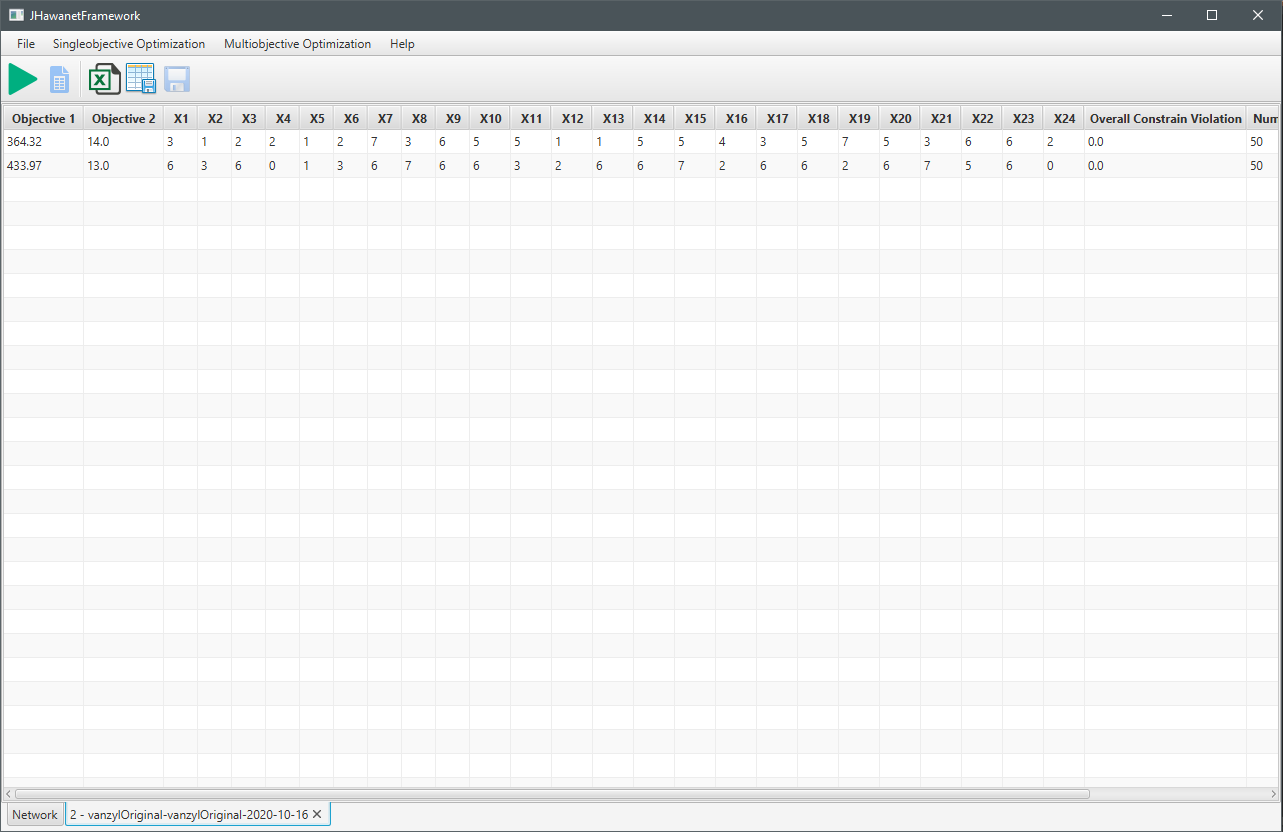 JHawanetFramework
File Singleobjective Optimization Multiobjective Optimization Help
Objective 1 Objective 2 X1 X2 X3 X4 X5 X6 X7 X8 X9 X10 X11 X12 X13 X14 X15 X16 X17 X18 X19 X20 X21 X22 X23 X24 Overall Constrain Violation Num
364.32 14.0 3 1 2 2 1 2 7 3 6 5 5 1 1 5 5 4 3 5 7 5 3 6 6 2 0.0 50
433.97 13.0 6 3 6 0 1 3 6 7 6 6 3 2 6 6 7 2 6 6 2 6 7 5 6 0 0.0 50
Network 2 - vanzylOriginal-vanzylOriginal-2020-10-16